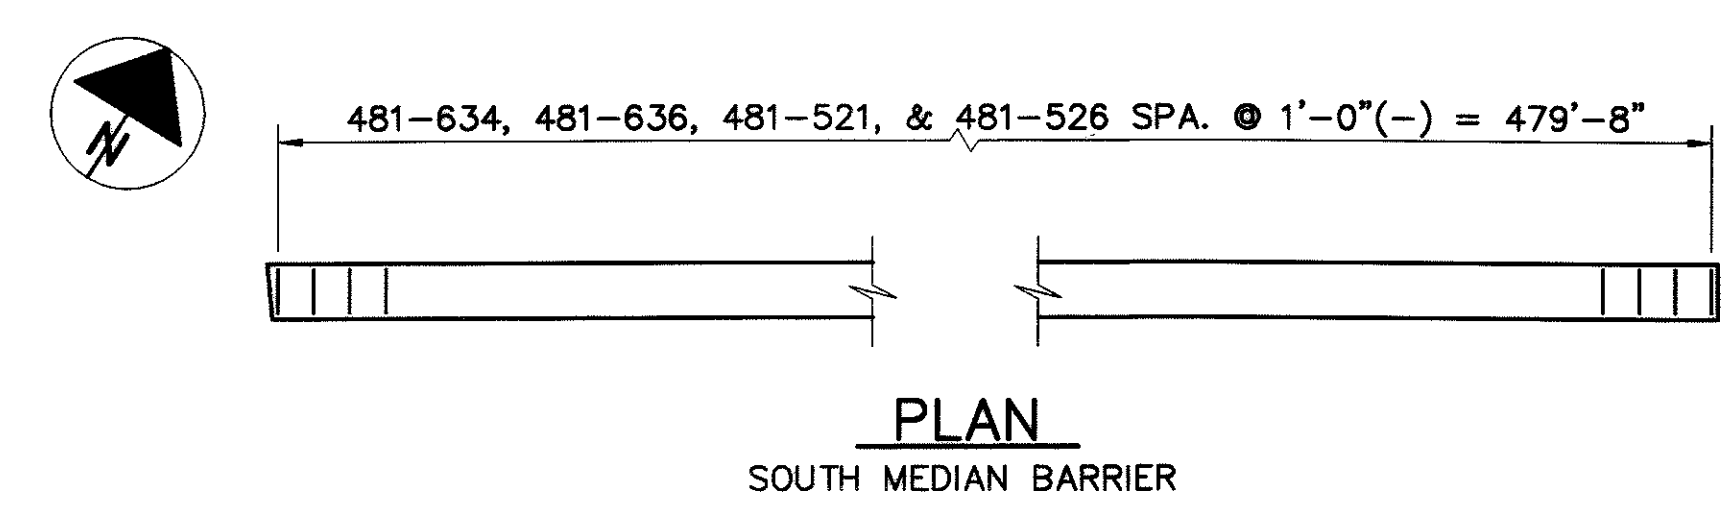 N
481-634, 481-636, 481-521, & 481-526 SPA. @ 1'-0"(-) = 479'-8"
PLAN
SOUTH MEDIAN BARRIER